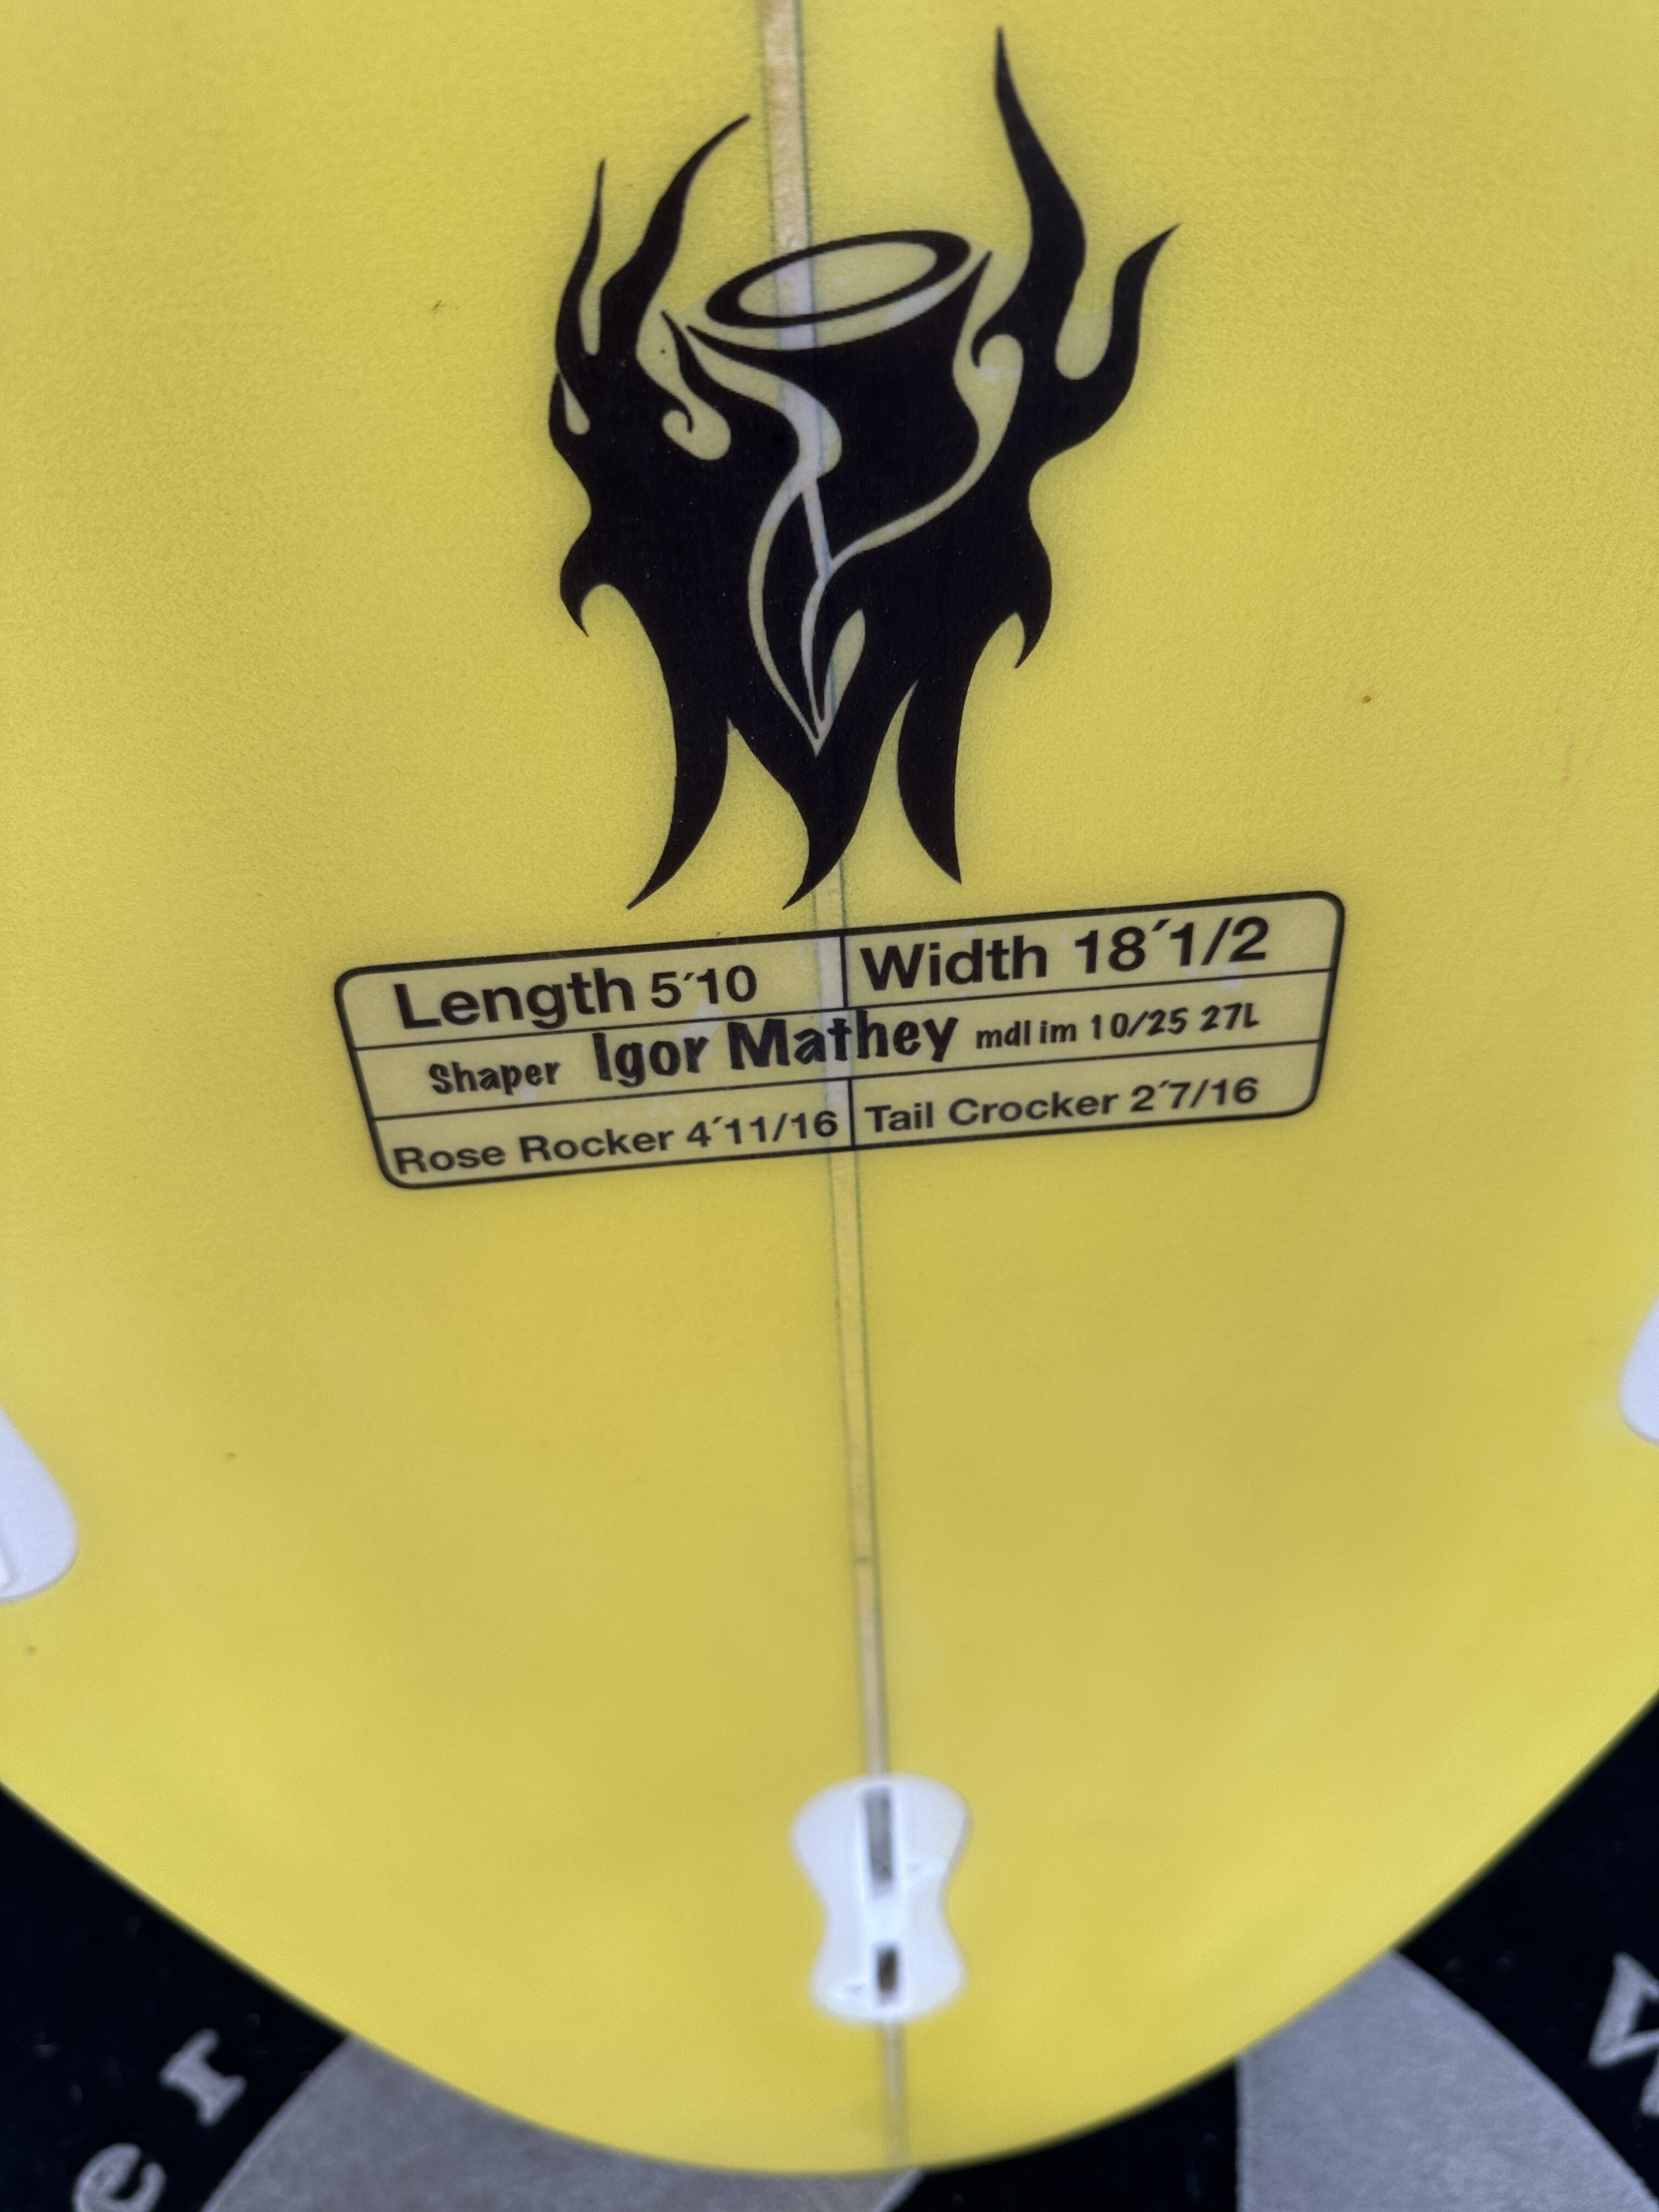 Length 5´10 Width 18´1/2
Shaper Igor Mathey mdl im 10/25 27L
Rose Rocker 4´11/16 Tail Crocker 2´7/16
er